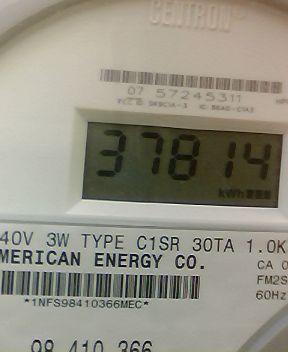 CENTRON®
07 57245311
37814
kWh
40V 3W TYPE C1SR 30TA 1.0K
MERICAN ENERGY CO.
CA 0
FM2S
60Hz
*1NFS98410366MEC*
98 410 366